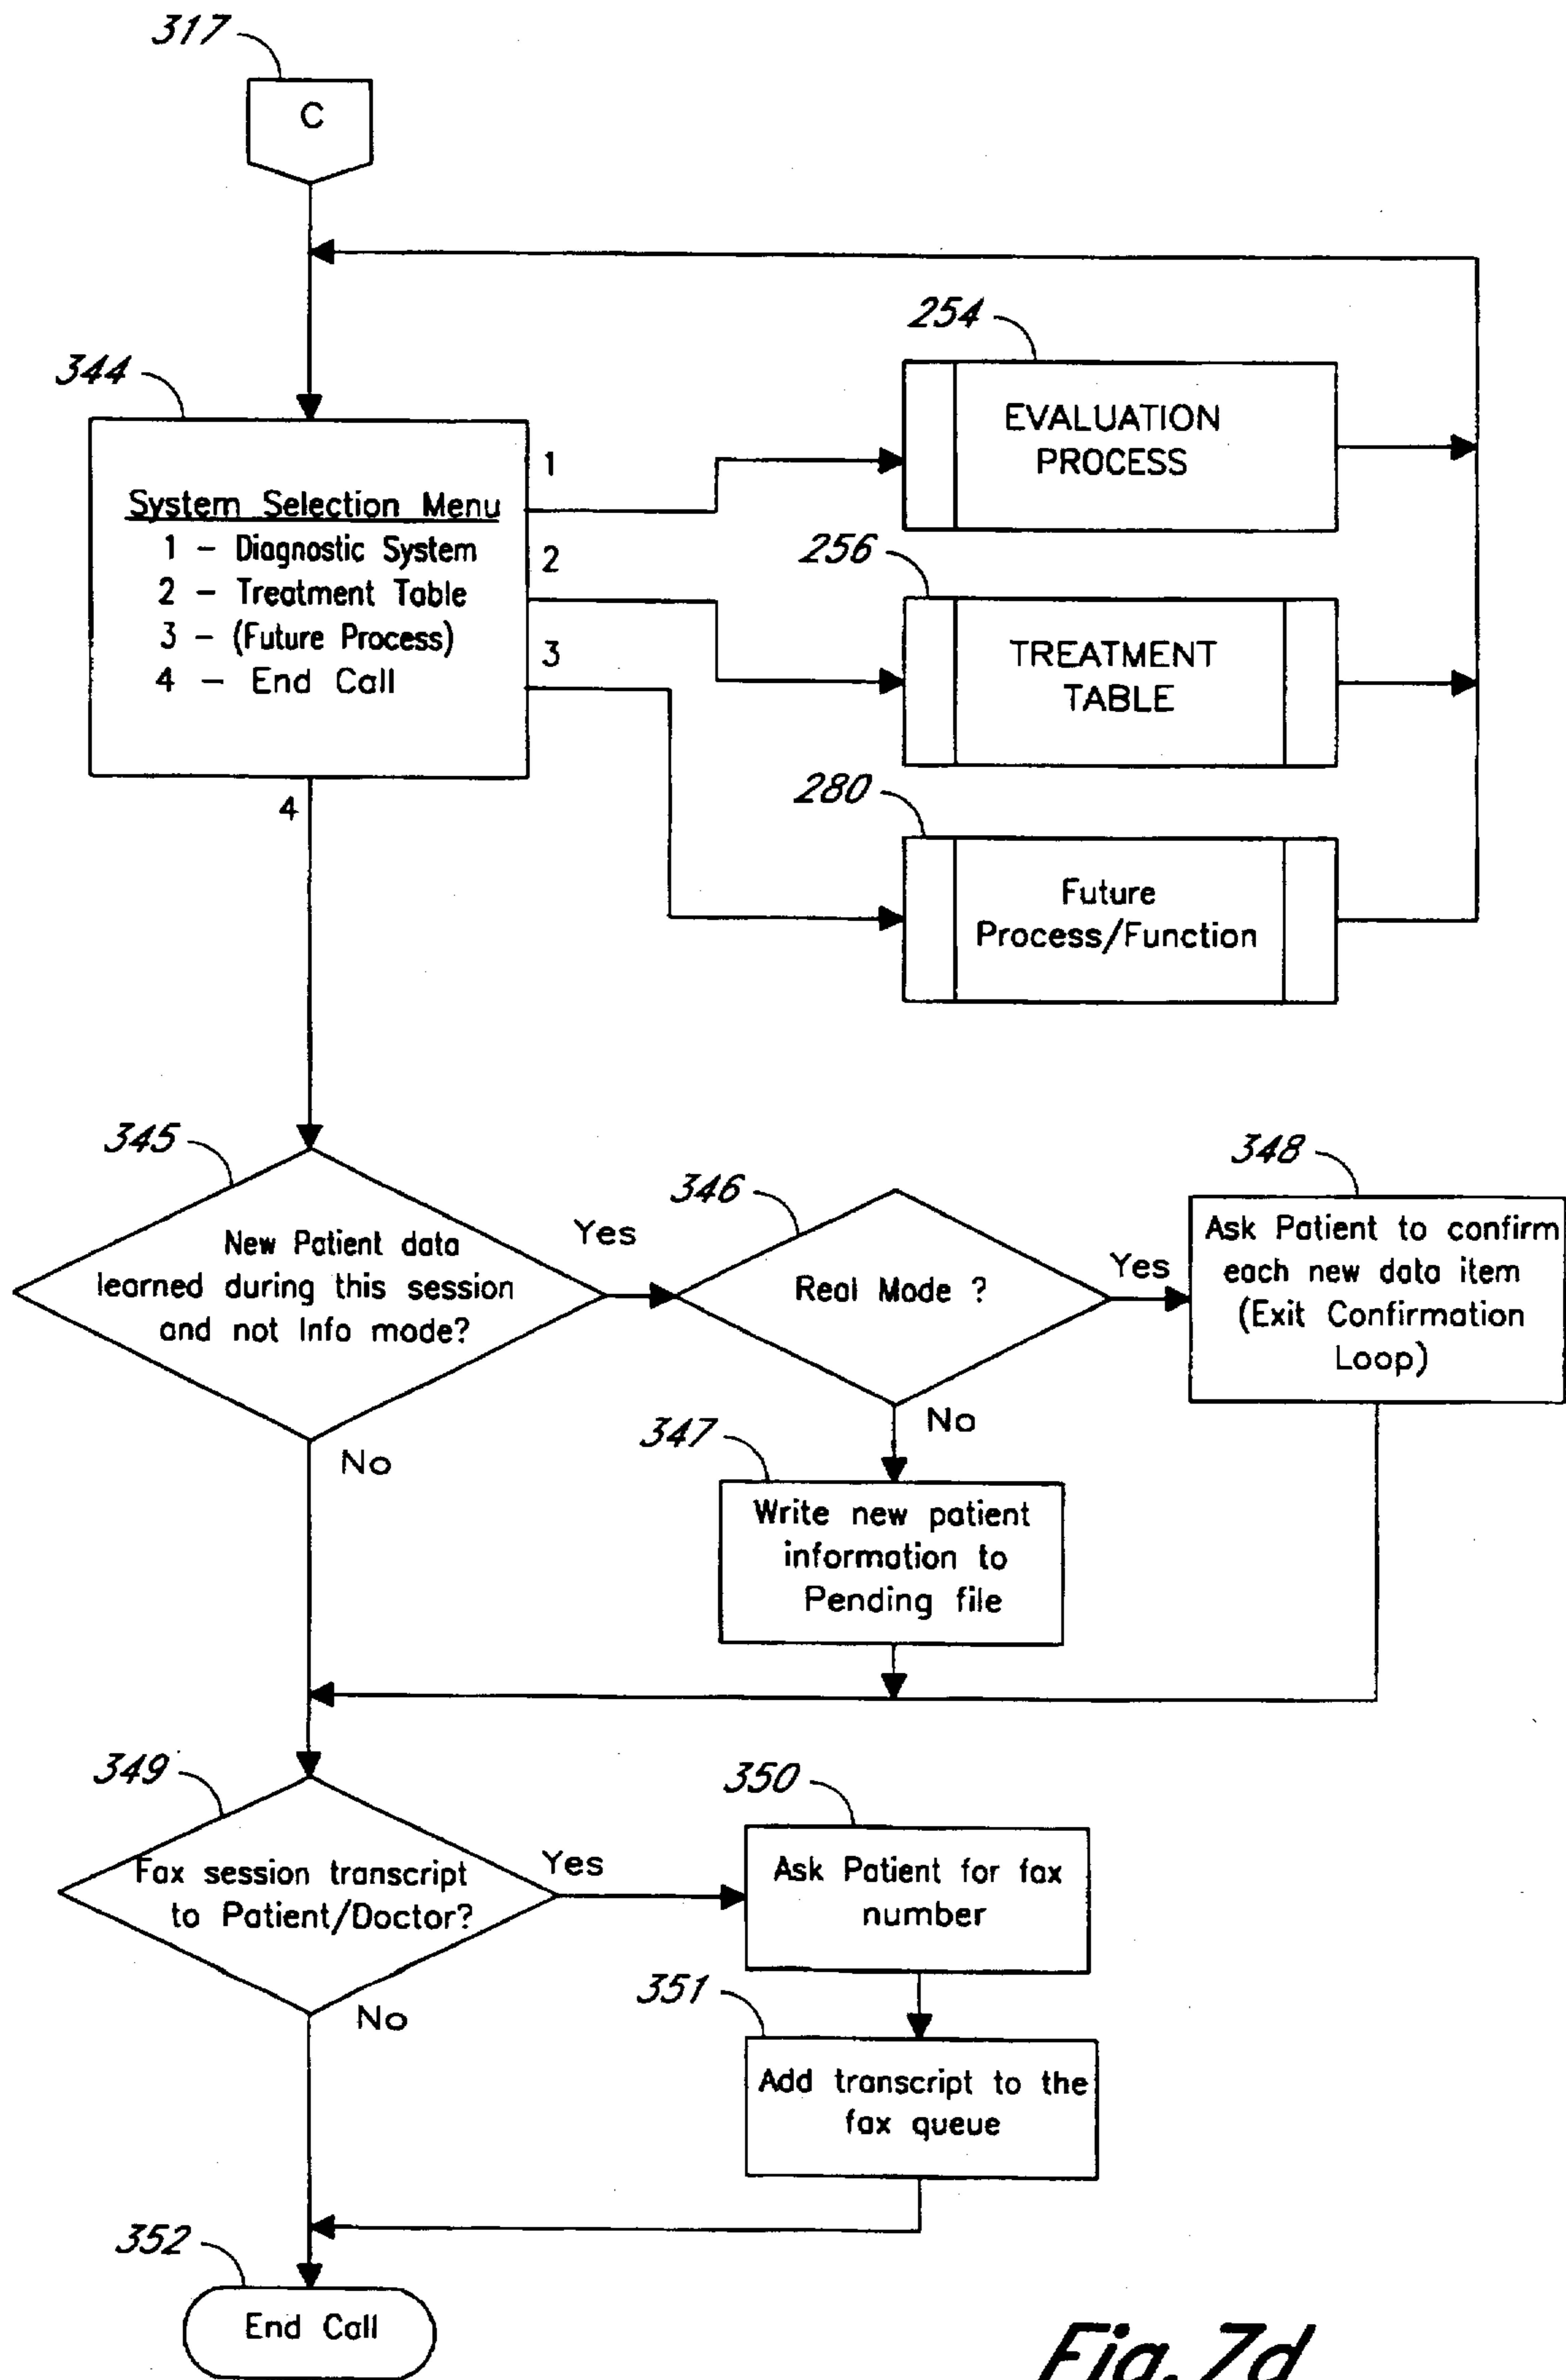 317
C
254
344
EVALUATION
PROCESS
1
System Selection Menu
1 - Diagnostic System
2 - Treatment Table
3 - (Future Process)
4 - End Call
2
256
3
TREATMENT
TABLE
280
4
Future
Process/Function
345
New Patient data
learned during this session
and not Info mode?
Yes
346
Real Mode ?
Yes
348
Ask Patient to confirm
each new data item
(Exit Confirmation
Loop)
No
No
347
Write new patient
information to
Pending file
349
Fax session transcript
to Patient/Doctor?
Yes
350
Ask Patient for fax
number
No
351
Add transcript to the
fax queue
352
End Call
Fig. 7d